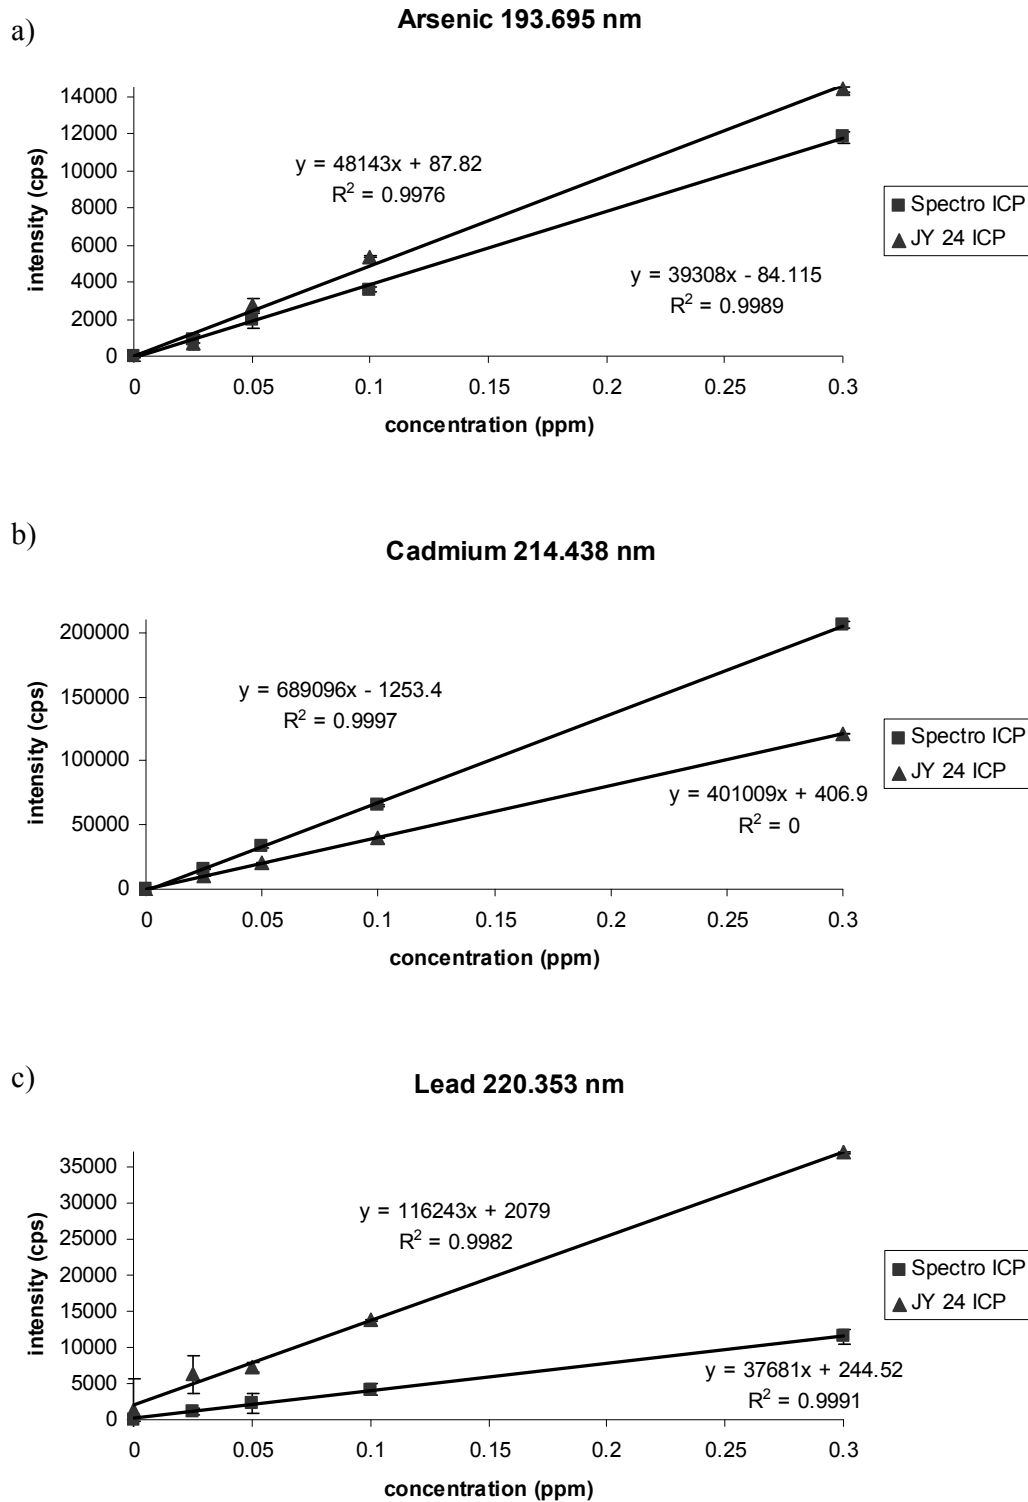 a)
Arsenic 193.695 nm
14000
12000
10000
8000
6000
4000
2000
0
intensity (cps)
y = 48143x + 87.82
R² = 0.9976
y = 39308x - 84.115
R² = 0.9989
Spectro ICP
JY 24 ICP
0 0.05 0.1 0.15 0.2 0.25 0.3
concentration (ppm)
b)
Cadmium 214.438 nm
200000
150000
100000
50000
0
intensity (cps)
y = 689096x - 1253.4
R² = 0.9997
y = 401009x + 406.9
R² = 0
Spectro ICP
JY 24 ICP
0 0.05 0.1 0.15 0.2 0.25 0.3
concentration (ppm)
c)
Lead 220.353 nm
35000
30000
25000
20000
15000
10000
5000
0
intensity (cps)
y = 116243x + 2079
R² = 0.9982
y = 37681x + 244.52
R² = 0.9991
Spectro ICP
JY 24 ICP
0 0.05 0.1 0.15 0.2 0.25 0.3
concentration (ppm)